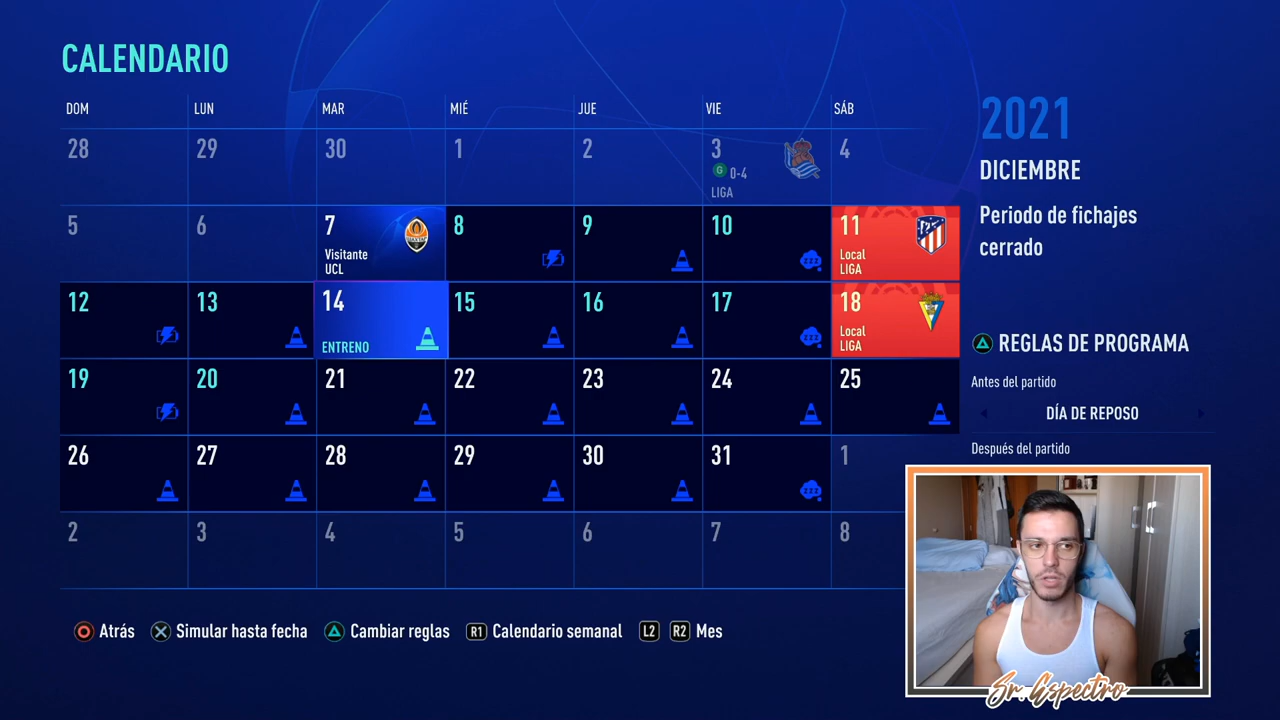 CALENDARIO
DOM LUN MAR MIÉ JUE VIE SÁB
28 29 30 1 2 3 4
G 0-4
LIGA
5 6 7 8 9 10 11
Visitante
UCL
Local
LIGA
12 13 14 15 16 17 18
ENTRENO
Local
LIGA
19 20 21 22 23 24 25
26 27 28 29 30 31 1
2 3 4 5 6 7 8
2021
DICIEMBRE
Periodo de fichajes
cerrado
REGLAS DE PROGRAMA
Antes del partido
DÍA DE REPOSO
Después del partido
Atrás Simular hasta fecha Cambiar reglas R1 Calendario semanal L2 R2 Mes
Sr. Espectro